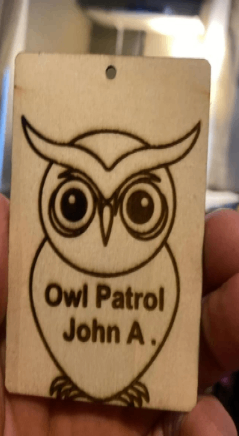 Owl Patrol
John A .